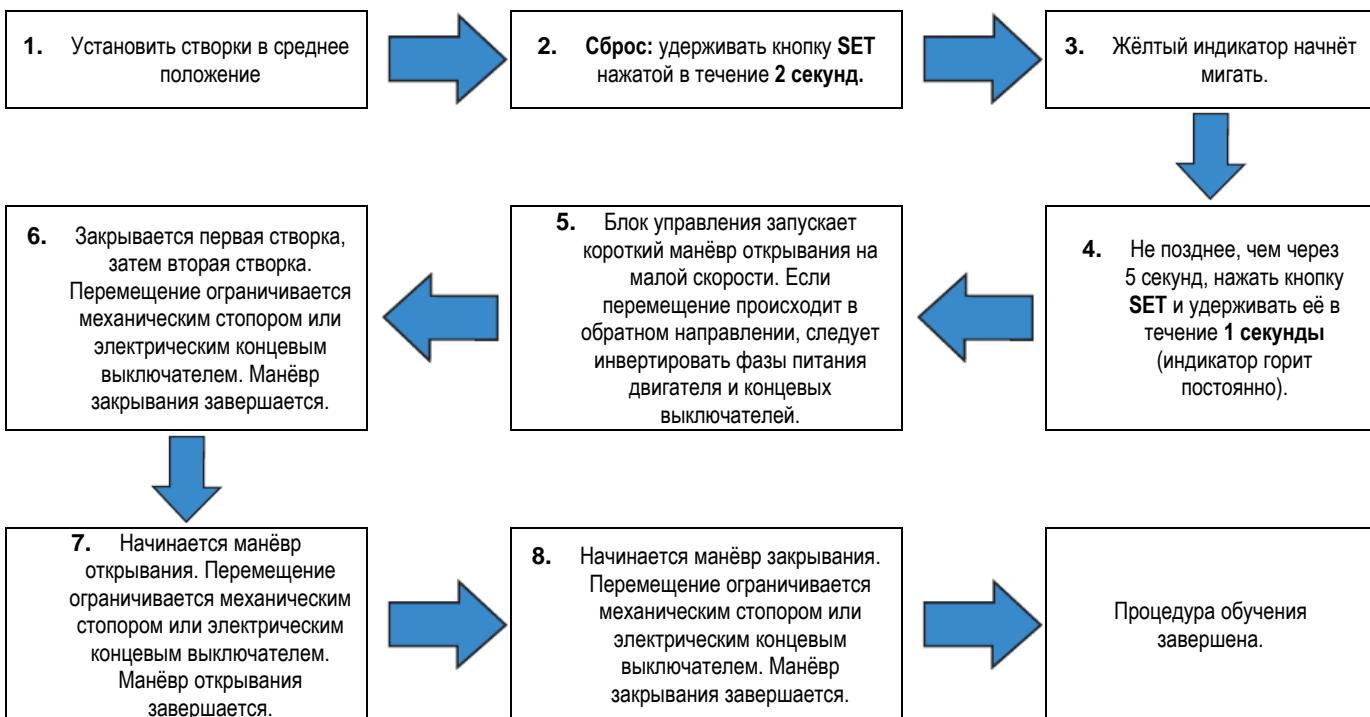 1. Установить створки в среднее
положение
2. Сброс: удерживать кнопку SET
нажатой в течение 2 секунд.
3. Жёлтый индикатор начнёт
мигать.
4. Не позднее, чем через
5 секунд, нажать кнопку
SET и удерживать её в
течение 1 секунды
(индикатор горит
постоянно).
5. Блок управления запускает
короткий манёвр открывания на
малой скорости. Если
перемещение происходит в
обратном направлении, следует
инвертировать фазы питания
двигателя и концевых
выключателей.
6. Закрывается первая створка,
затем вторая створка.
Перемещение ограничивается
механическим стопором или
электрическим концевым
выключателем. Манёвр
закрывания завершается.
7. Начинается манёвр
открывания. Перемещение
ограничивается механическим
стопором или электрическим
концевым выключателем.
Манёвр открывания
завершается.
8. Начинается манёвр закрывания.
Перемещение ограничивается
механическим стопором или
электрическим концевым
выключателем. Манёвр
закрывания завершается.
Процедура обучения
завершена.